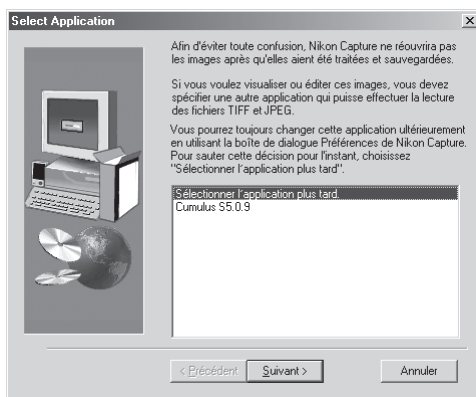 Select Application
Afin d'éviter toute confusion, Nikon Capture ne réouvrira pas
les images après qu'elles aient été traitées et sauvegardées.
Si vous voulez visualiser ou éditer ces images, vous devez
spécifier une autre application qui puisse effectuer la lecture
des fichiers TIFF et JPEG.
Vous pourrez toujours changer cette application ultérieurement
en utilisant la boîte de dialogue Préférences de Nikon Capture.
Pour sauter cette décision pour l'instant, choisissez
"Sélectionner l'application plus tard".
Sélectionner l'application plus tard.
Cumulus S5.0.9
< Précédent
Suivant >
Annuler